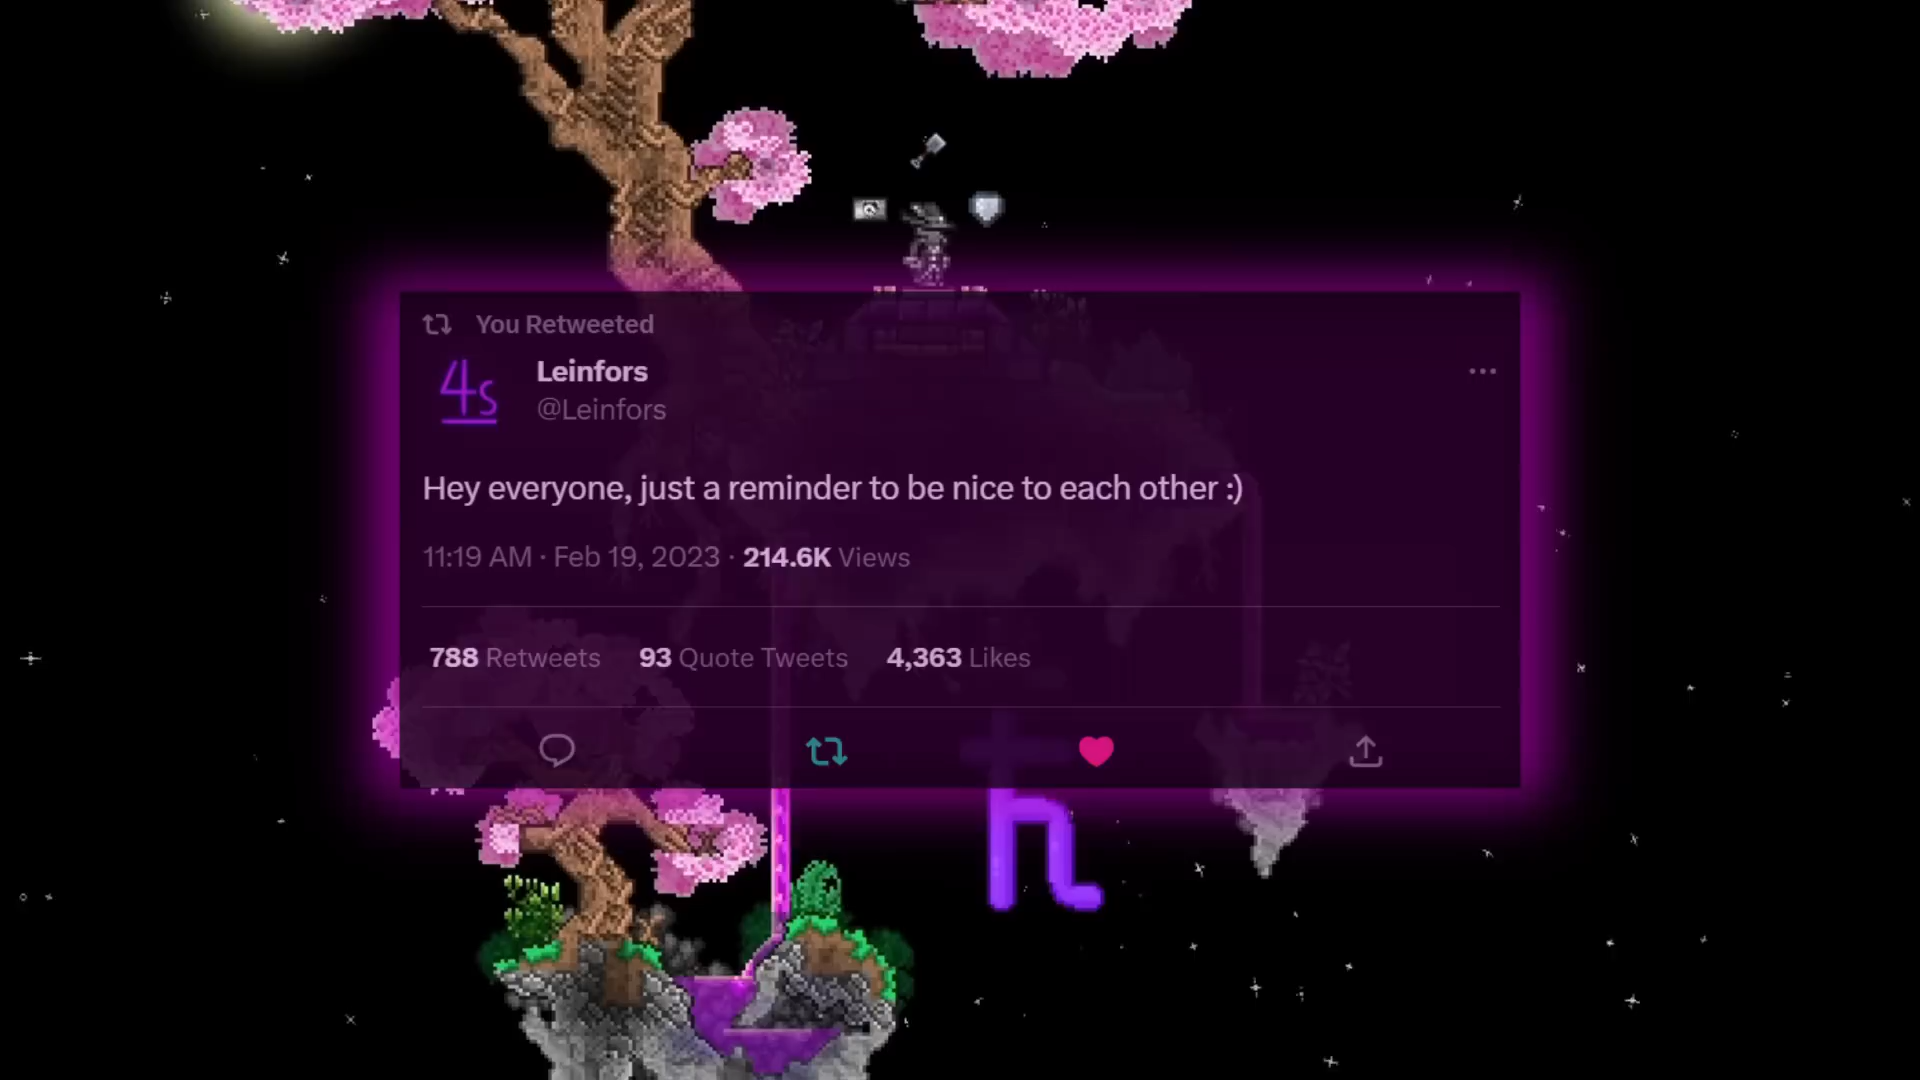 You Retweeted
4s
Leinfors
@Leinfors
Hey everyone, just a reminder to be nice to each other :)
11:19 AM · Feb 19, 2023 · 214.6K Views
788 Retweets 93 Quote Tweets 4,363 Likes